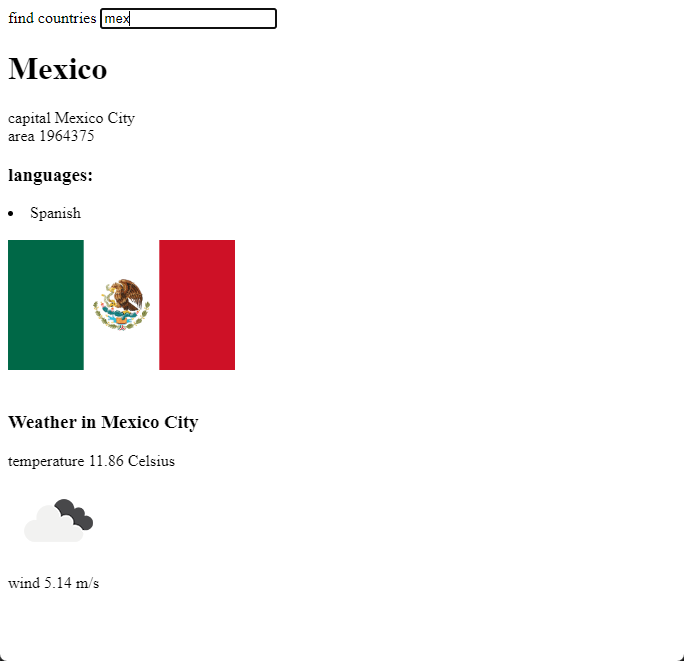 find countries mex
Mexico
capital Mexico City
area 1964375
languages:
• Spanish
Weather in Mexico City
temperature 11.86 Celsius
wind 5.14 m/s